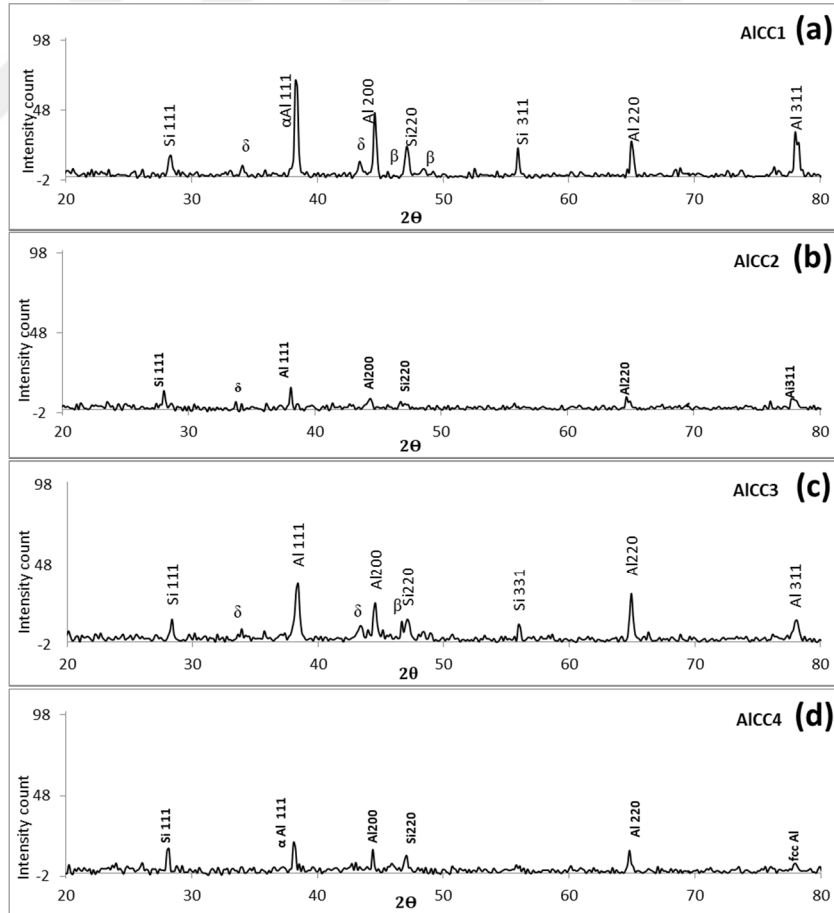 AlCC1 (a)
Intensity count
98
48
-2
Si 111
δ
αAl 111
δ
Al 200
β
Si220
β
Si 311
Al 220
Al 311
20 30 40 50 60 70 80
2ϴ
AlCC2 (b)
Intensity count
98
48
-2
Si 111
δ
Al 111
Al200
Si220
Al220
Ai311
20 30 40 50 60 70 80
2ϴ
AlCC3 (c)
Intensity count
98
48
-2
Si 111
δ
Al 111
δ
Al200
β
Si220
Si 331
Al220
Al 311
20 30 40 50 60 70 80
2θ
AlCC4 (d)
Intensity count
98
48
-2
Si 111
α Al 111
Al200
Si220
Al 220
fcc Al
20 30 40 50 60 70 80
2ϴ